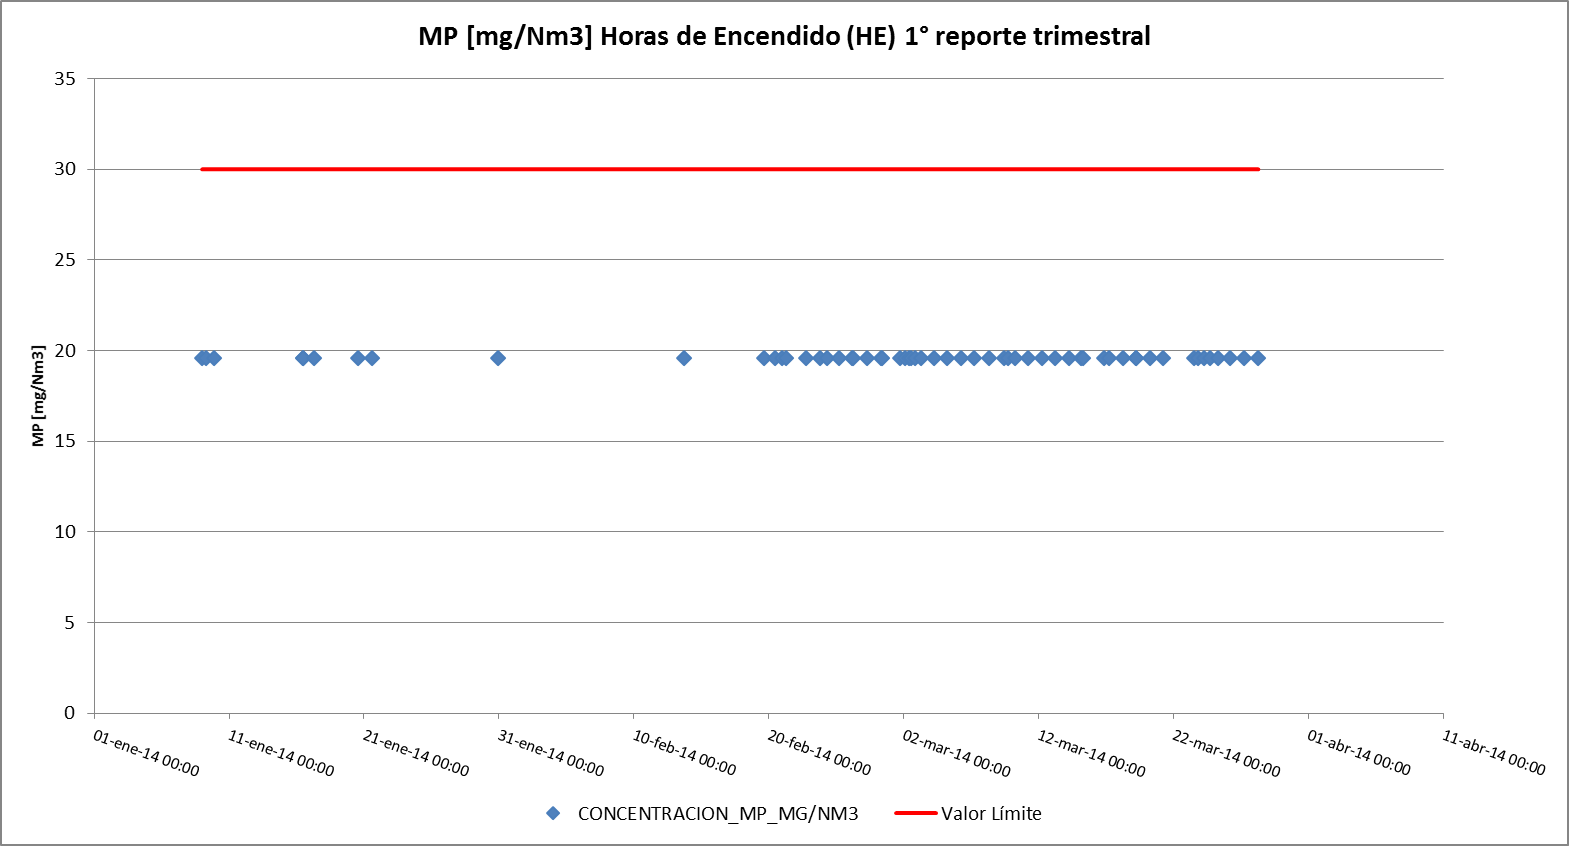 MP [mg/Nm3] Horas de Encendido (HE) 1° reporte trimestral
35
30
25
20
15
10
5
0
MP [mg/Nm3]
01-ene-14 00:00
11-ene-14 00:00
21-ene-14 00:00
31-ene-14 00:00
10-feb-14 00:00
20-feb-14 00:00
02-mar-14 00:00
12-mar-14 00:00
22-mar-14 00:00
01-abr-14 00:00
11-abr-14 00:00
CONCENTRACION_MP_MG/NM3
Valor Límite